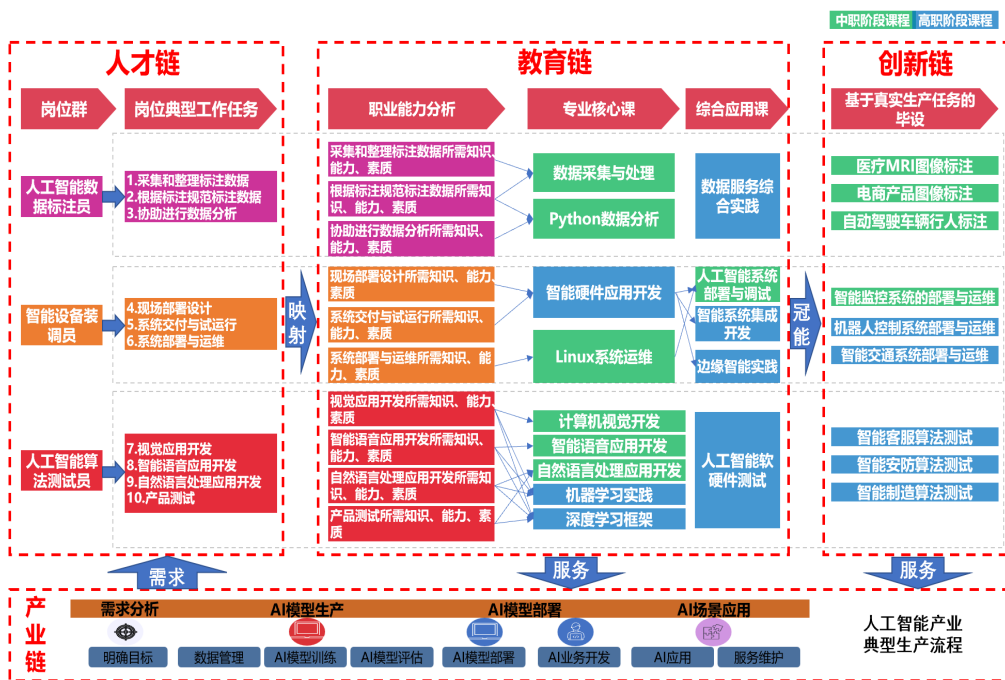 中职阶段课程
高职阶段课程
人才链
教育链
创新链
岗位群
岗位典型工作任务
职业能力分析
专业核心课
综合应用课
基于真实生产任务的
毕设
人工智能数
据标注员
1.采集和整理标注数据
2.根据标注规范标注数据
3.协助进行数据分析
采集和整理标注数据所需知识、
能力、素质
根据标注规范标注数据所需知
识、能力、素质
协助进行数据分析所需知识、
能力、素质
数据采集与处理
Python数据分析
数据服务综
合实践
医疗MRI图像标注
电商产品图像标注
自动驾驶车辆行人标注
智能设备装
调员
4.现场部署设计
5.系统交付与试运行
6.系统部署与运维
映
射
现场部署设计所需知识、能力、
素质
系统交付与试运行所需知识、
能力、素质
系统部署与运维所需知识、能
力、素质
智能硬件应用开发
Linux系统运维
人工智能系统
部署与调试
智能系统集成
开发
边缘智能实践
冠
能
智能监控系统的部署与运维
机器人控制系统部署与运维
智能交通系统部署与运维
人工智能算
法测试员
7.视觉应用开发
8.智能语音应用开发
9.自然语言处理应用开发
10.产品测试
视觉应用开发所需知识、能力、
素质
智能语音应用开发所需知识、
能力、素质
自然语言处理应用开发所需知
识、能力、素质
产品测试所需知识、能力、素
质
计算机视觉开发
智能语音应用开发
自然语言处理应用开发
机器学习实践
深度学习框架
人工智能软
硬件测试
智能客服算法测试
智能安防算法测试
智能制造算法测试
需求
服务
服务
产
业
链
需求分析
AI模型生产
AI模型部署
AI场景应用
明确目标
数据管理
AI模型训练
AI模型评估
AI模型部署
AI业务开发
AI应用
服务维护
人工智能产业
典型生产流程